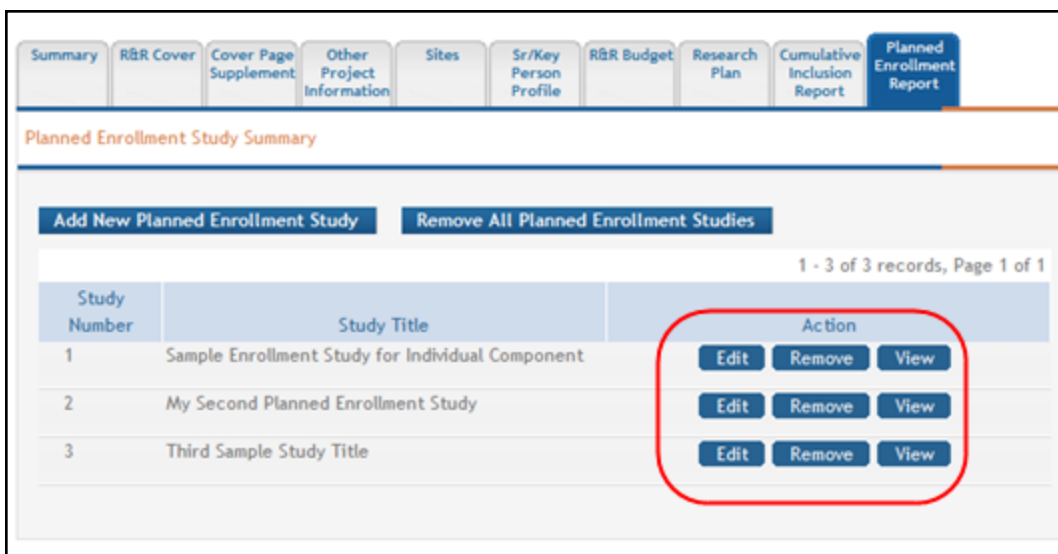 Summary
R&R Cover
Cover Page
Supplement
Other
Project
Information
Sites
Sr/Key
Person
Profile
R&R Budget
Research
Plan
Cumulative
Inclusion
Report
Planned
Enrollment
Report
Planned Enrollment Study Summary
Add New Planned Enrollment Study Remove All Planned Enrollment Studies
1 - 3 of 3 records, Page 1 of 1
Study
Number Study Title Action
1 Sample Enrollment Study for Individual Component Edit Remove View
2 My Second Planned Enrollment Study Edit Remove View
3 Third Sample Study Title Edit Remove View